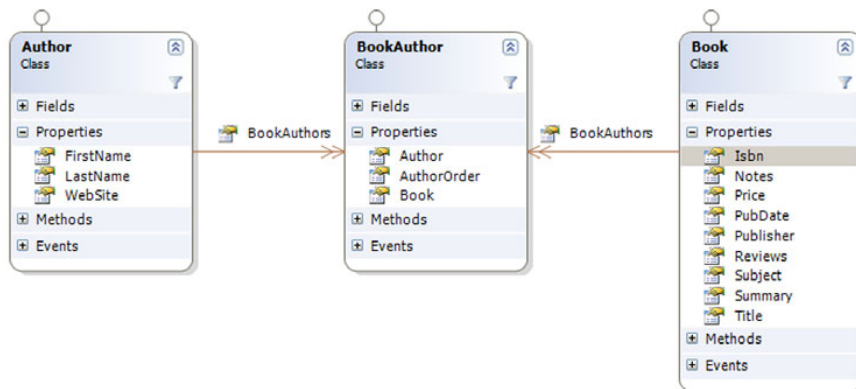 Author
Class
Fields
Properties
FirstName
LastName
WebSite
Methods
Events
BookAuthors
BookAuthor
Class
Fields
Properties
Author
AuthorOrder
Book
Methods
Events
BookAuthors
Book
Class
Fields
Properties
Isbn
Notes
Price
PubDate
Publisher
Reviews
Subject
Summary
Title
Methods
Events